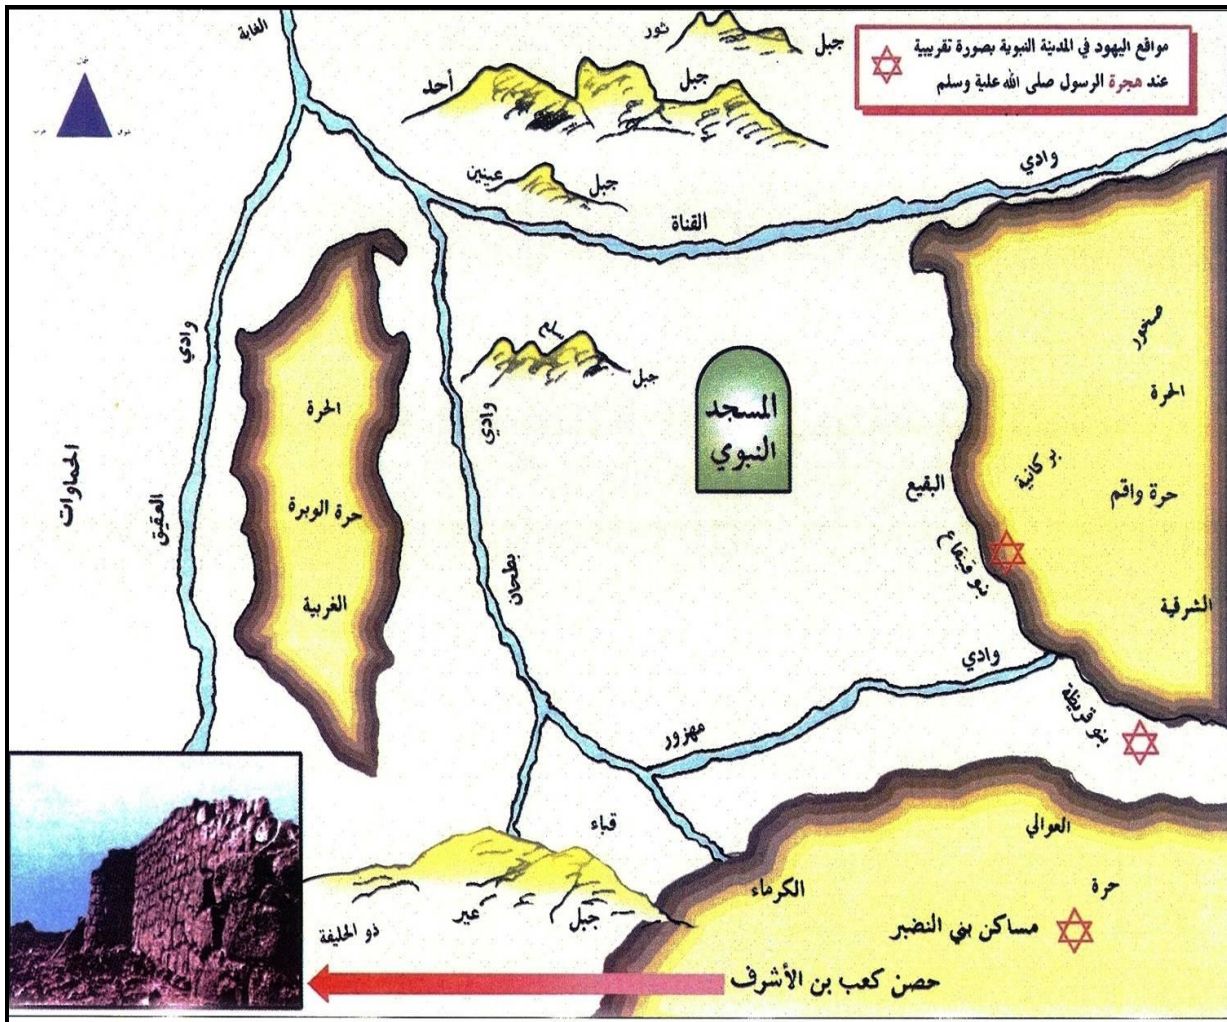 مواقع اليهود في المدينة النبوية بصورة تقريبية
عند هجرة الرسول صلى الله علية وسلم
الغابة
جبل
ثور
جبل
أحد
جبل
عينين
وادي
القناة
وادي
العقيق
الحماوات
الحرة
حرة الوبرة
الغربية
جبل
سلع
وادي
بطحان
المسجد
النبوي
البقيع
صخور
الحرة
بركانية
حرة واقم
الشرقية
بنو قينقاع
وادي
مهزور
بنو قريظة
قباء
العوالي
حرة
الكرماء
مساكن بني النضير
جبل
عير
ذو الحليفة
حصن كعب بن الأشرف